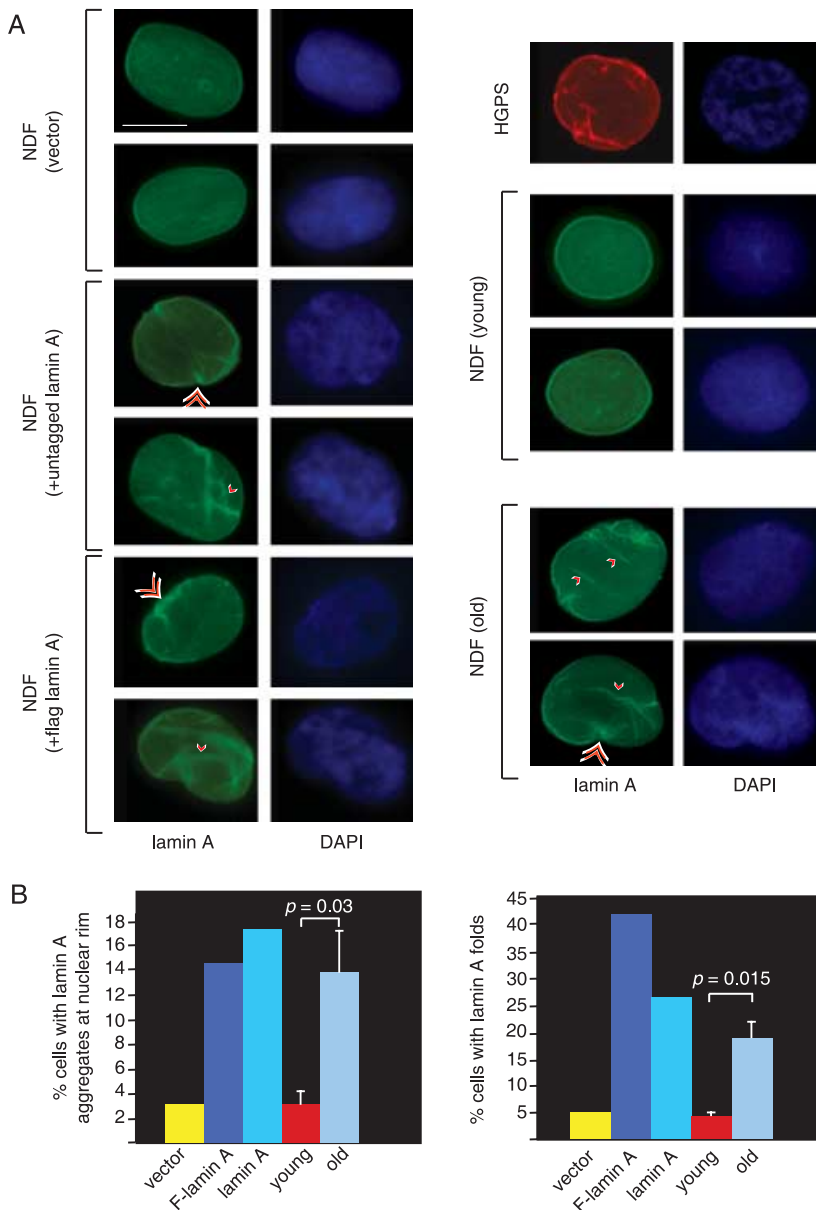 A
NDF
(vector)
NDF
(+untagged lamin A)
NDF
(+flag lamin A)
lamin A
DAPI
HGPS
NDF (young)
NDF (old)
lamin A
DAPI
B
% cells with lamin A
aggregates at nuclear rim
18
16
14
12
10
8
6
4
2
p = 0.03
vector
F-lamin A
lamin A
young
old
% cells with lamin A folds
45
40
35
30
25
20
15
10
5
p = 0.015
vector
F-lamin A
lamin A
young
old